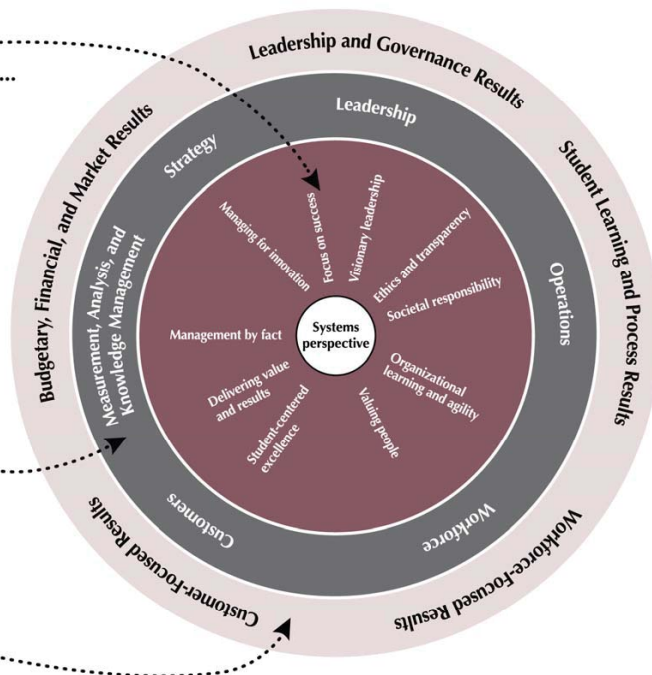 ...
Leadership and Governance Results
Budgetary, Financial, and Market Results
Student Learning and Process Results
Workforce-Focused Results
Customer-Focused Results
Leadership
Strategy
Operations
Measurement, Analysis, and
Knowledge Management
Customers
Workforce
Managing for innovation
Focus on success
Visionary leadership
Ethics and transparency
Societal responsibility
Management by fact
Systems
perspective
Delivering value
and results
Organizational
learning and agility
Student-centered
excellence
Valuing people